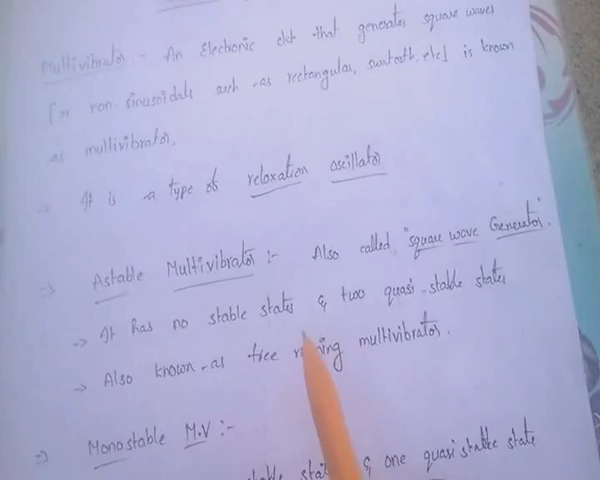 Multivibrator :- An Electronic ckt that generates square waves
[or non sinusoidals such as rectangular, sawtooth, etc] is known
as multivibrator.
→ It is a type of relaxation oscillator
⇒ Astable Multivibrator :- Also called "square wave Generator".
→ It has no stable states & two quasi-stable states
→ Also known as free multivibrator.
⇒ Monostable M.V :-
stable & one quasi stable state